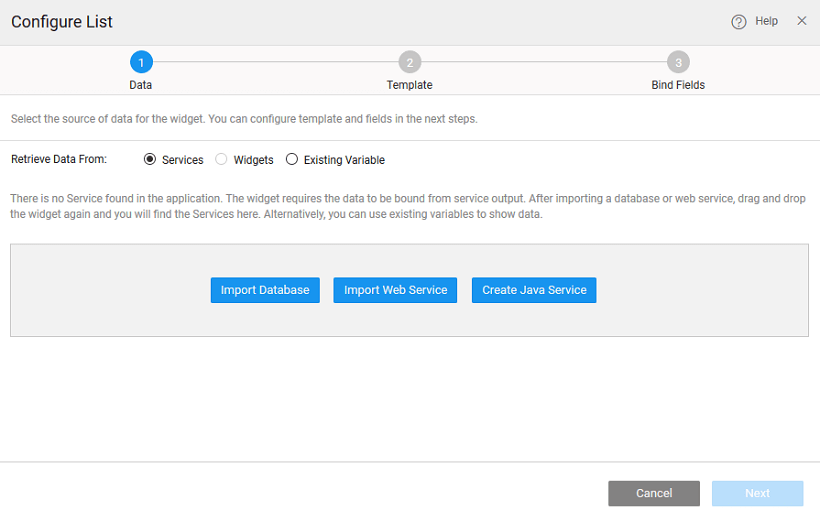 Configure List
Help
1
2
3
Data
Template
Bind Fields
Select the source of data for the widget. You can configure template and fields in the next steps.
Retrieve Data From:
Services
Widgets
Existing Variable
There is no Service found in the application. The widget requires the data to be bound from service output. After importing a database or web service, drag and drop
the widget again and you will find the Services here. Alternatively, you can use existing variables to show data.
Import Database
Import Web Service
Create Java Service
Cancel
Next